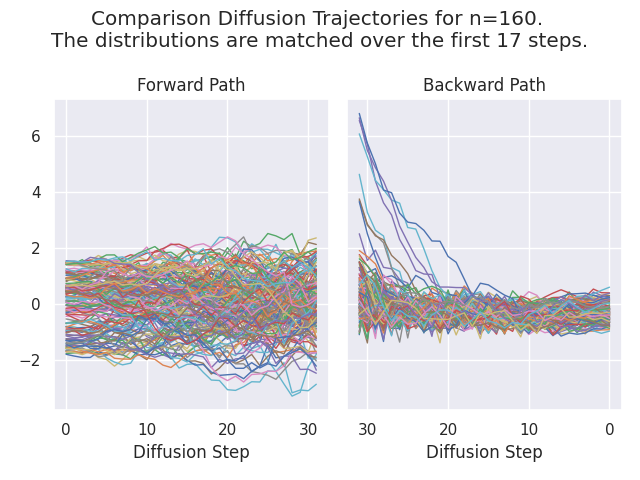 Comparison Diffusion Trajectories for n=160.
The distributions are matched over the first 17 steps.
Forward Path
Backward Path
6
4
2
0
−2
0 10 20 30
30 20 10 0
Diffusion Step
Diffusion Step